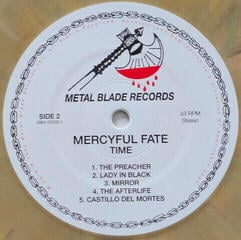 METAL BLADE RECORDS
SIDE 2
33 RPM
Stereo
MERCYFUL FATE
TIME
1. THE PREACHER
2. LADY IN BLACK
3. MIRROR
4. THE AFTERLIFE
5. CASTILLO DEL MORTES